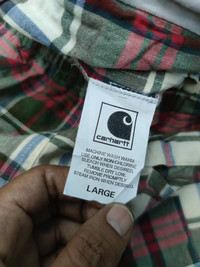 carhartt
MACHINE WASH WARM
USE ONLY NON-CHLORINE
BLEACH WHEN DESIRED.
TUMBLE DRY LOW.
REMOVE PROMPTLY
STEAM IRON WHEN DESIRED.
LARGE